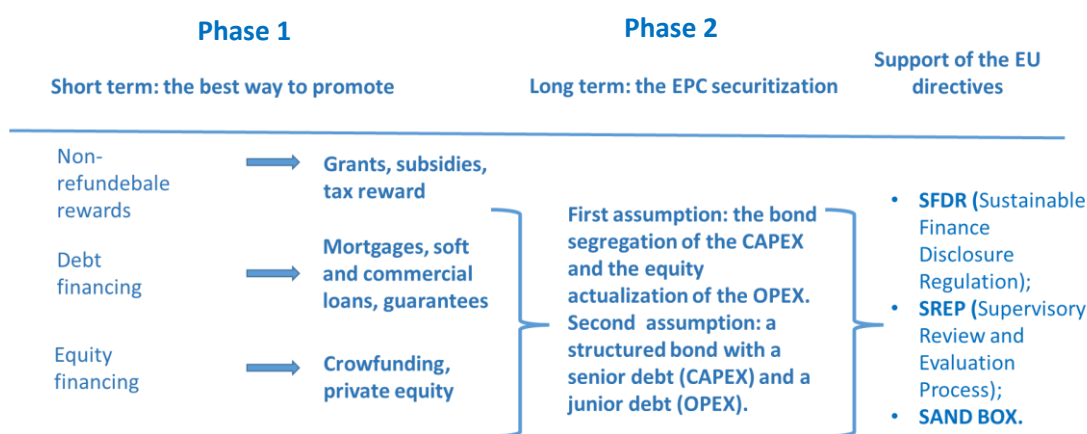 Phase 1
Phase 2
Short term: the best way to promote
Long term: the EPC securitization
Support of the EU
directives
Non-
refundebale
rewards
Grants, subsidies,
tax reward
Debt
financing
Mortgages, soft
and commercial
loans, guarantees
Equity
financing
Crowfunding,
private equity
First assumption: the bond
segregation of the CAPEX
and the equity
actualization of the OPEX.
Second assumption: a
structured bond with a
senior debt (CAPEX) and a
junior debt (OPEX).
• SFDR (Sustainable
Finance
Disclosure
Regulation);
• SREP (Supervisory
Review and
Evaluation
Process);
• SAND BOX.